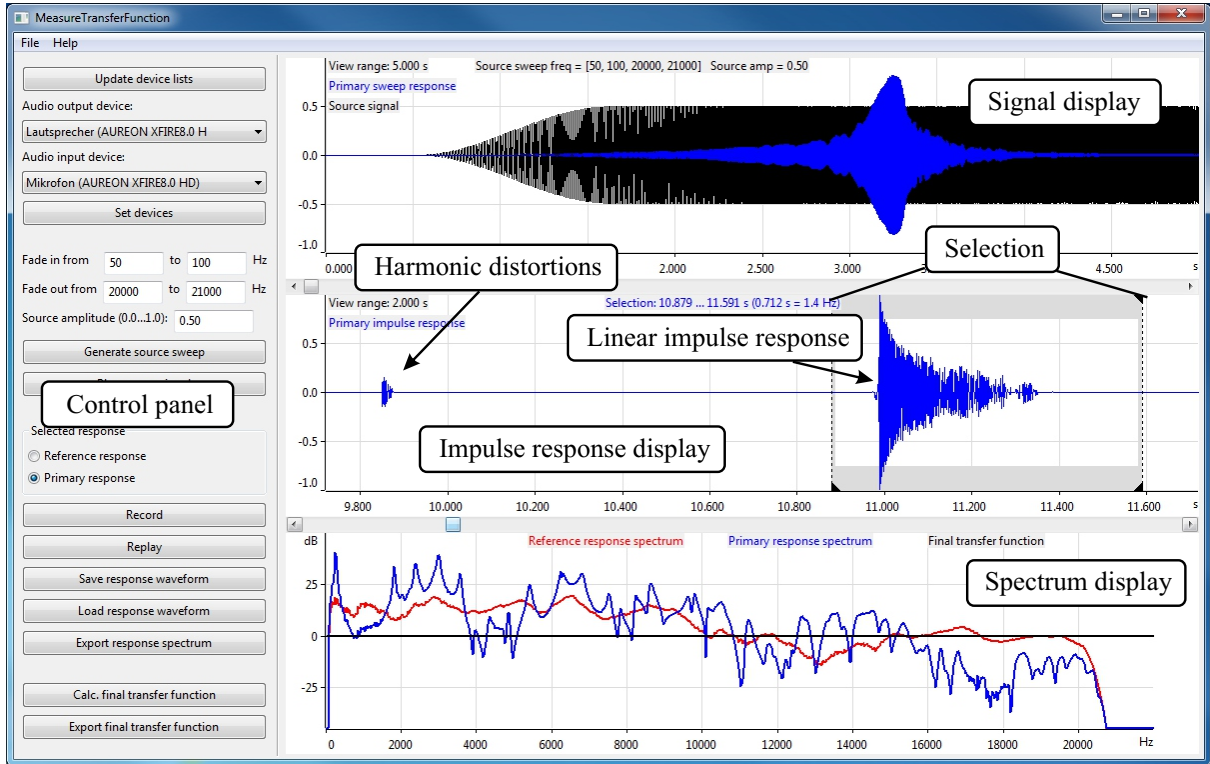 MeasureTransferFunction
File Help
Update device lists
Audio output device:
Lautsprecher (AUREON XFIRE8.0 H
Audio input device:
Mikrofon (AUREON XFIRE8.0 HD)
Set devices
Fade in from 50 to 100 Hz
Fade out from 20000 to 21000 Hz
Source amplitude (0.0...1.0): 0.50
Generate source sweep
Control panel
Selected response
Reference response
Primary response
Record
Replay
Save response waveform
Load response waveform
Export response spectrum
Calc. final transfer function
Export final transfer function
View range: 5.000 s Source sweep freq = [50, 100, 20000, 21000] Source amp = 0.50
Primary sweep response
Source signal
Signal display
0.5
0.0
-0.5
-1.0
0.000 2.000 2.500 3.000 4.500 s
Harmonic distortions
Selection
View range: 2.000 s Selection: 10.879 ... 11.591 s (0.712 s = 1.4 Hz)
Primary impulse response
Linear impulse response
Impulse response display
0.5
0.0
-0.5
-1.0
9.800 10.000 10.200 10.400 10.600 10.800 11.000 11.200 11.400 11.600 s
dB Reference response spectrum Primary response spectrum Final transfer function
Spectrum display
25
0
-25
0 2000 4000 6000 8000 10000 12000 14000 16000 18000 20000 Hz